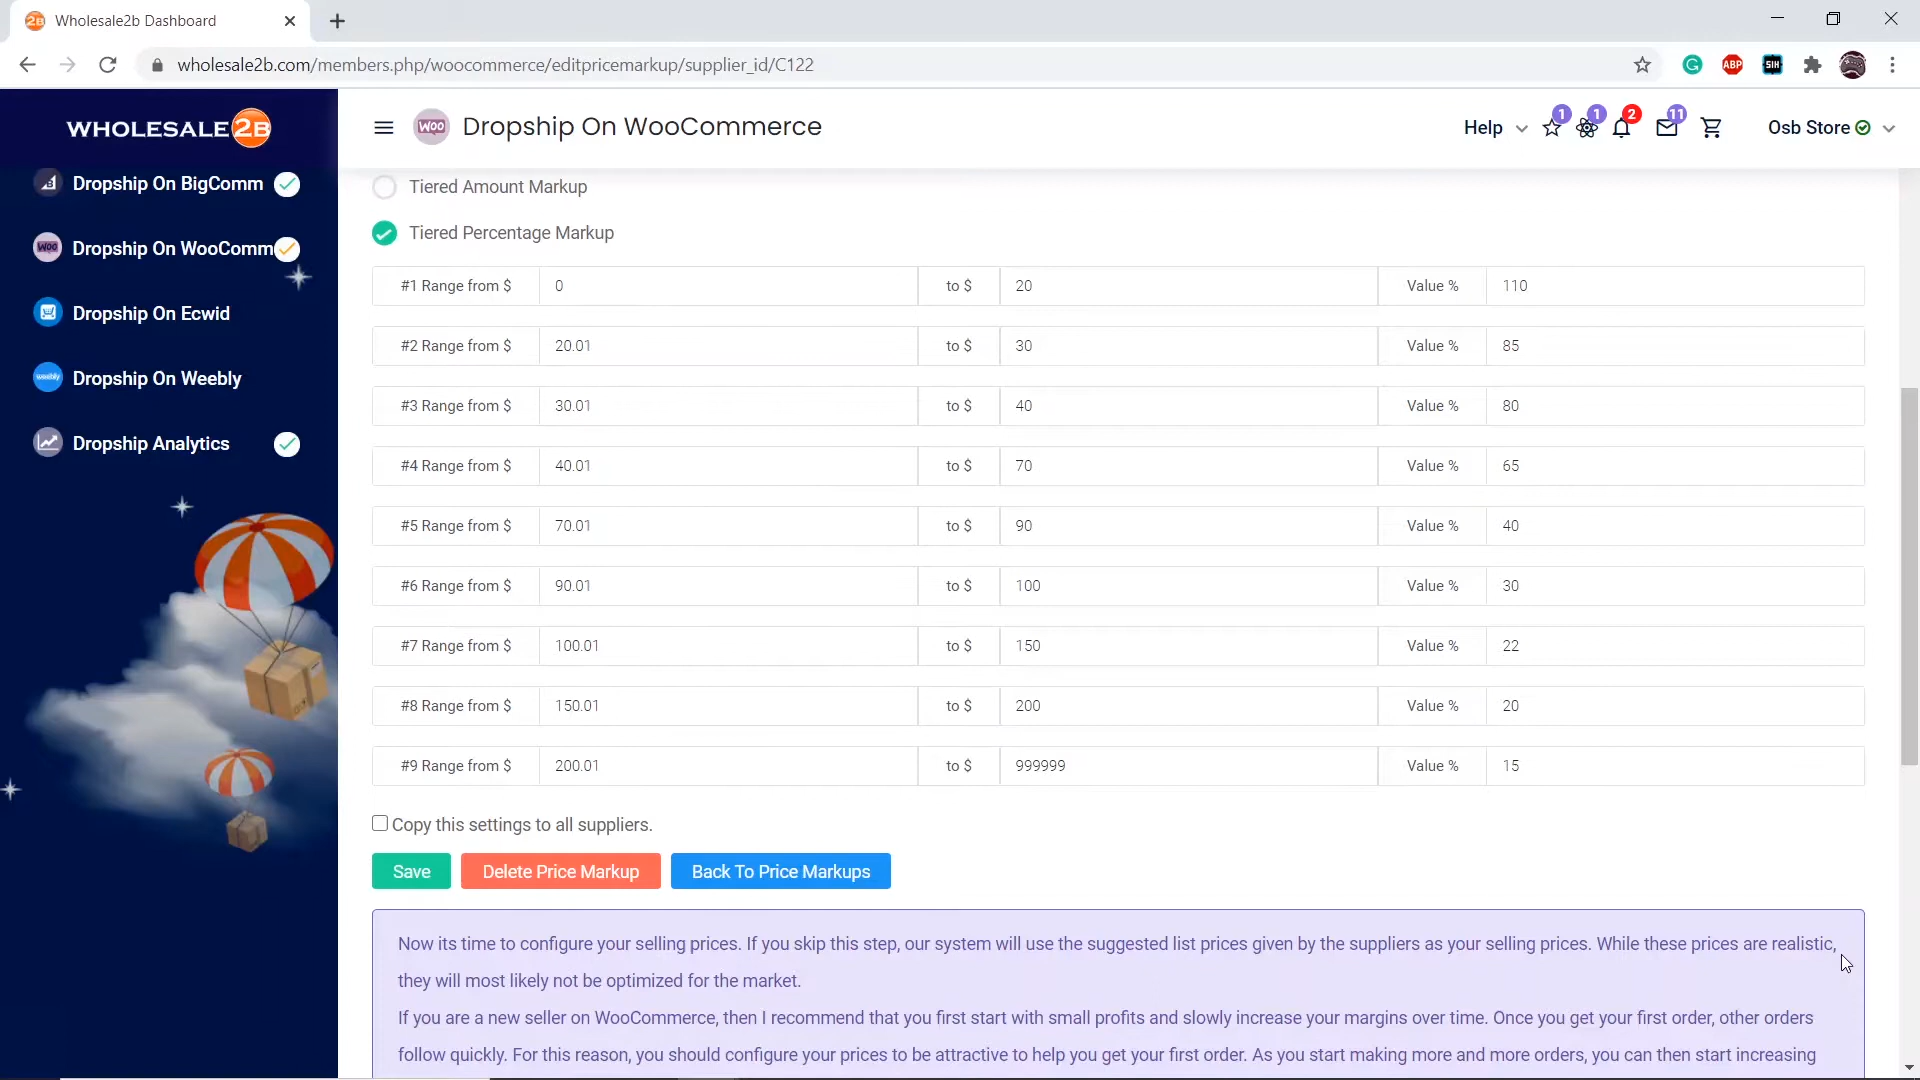 Wholesale2b Dashboard
wholesale2b.com/members.php/woocommerce/editpricemarkup/supplier_id/C122
ABP
SIH
WHOLESALE2B
WOO
Dropship On WooCommerce
Help
1
1
2
11
Osb Store
Dropship On BigComm
Dropship On WooComm
Dropship On Ecwid
Dropship On Weebly
Dropship Analytics
Tiered Amount Markup
Tiered Percentage Markup
#1 Range from $ 0 to $ 20 Value % 110
#2 Range from $ 20.01 to $ 30 Value % 85
#3 Range from $ 30.01 to $ 40 Value % 80
#4 Range from $ 40.01 to $ 70 Value % 65
#5 Range from $ 70.01 to $ 90 Value % 40
#6 Range from $ 90.01 to $ 100 Value % 30
#7 Range from $ 100.01 to $ 150 Value % 22
#8 Range from $ 150.01 to $ 200 Value % 20
#9 Range from $ 200.01 to $ 999999 Value % 15
Copy this settings to all suppliers.
Save Delete Price Markup Back To Price Markups
Now its time to configure your selling prices. If you skip this step, our system will use the suggested list prices given by the suppliers as your selling prices. While these prices are realistic,
they will most likely not be optimized for the market.
If you are a new seller on WooCommerce, then I recommend that you first start with small profits and slowly increase your margins over time. Once you get your first order, other orders
follow quickly. For this reason, you should configure your prices to be attractive to help you get your first order. As you start making more and more orders, you can then start increasing